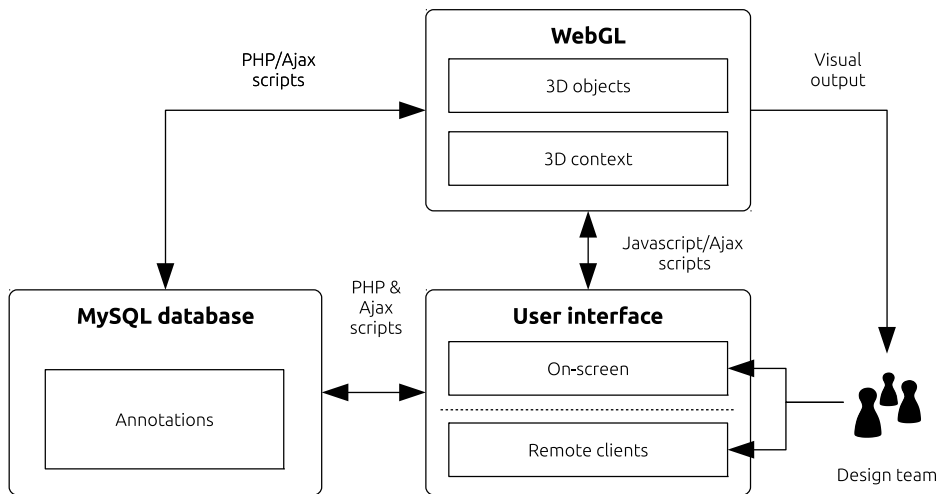 WebGL
PHP/Ajax
scripts
Visual
output
3D objects
3D context
Javascript/Ajax
scripts
PHP &
Ajax
scripts
MySQL database
User interface
On-screen
Annotations
Remote clients
Design team